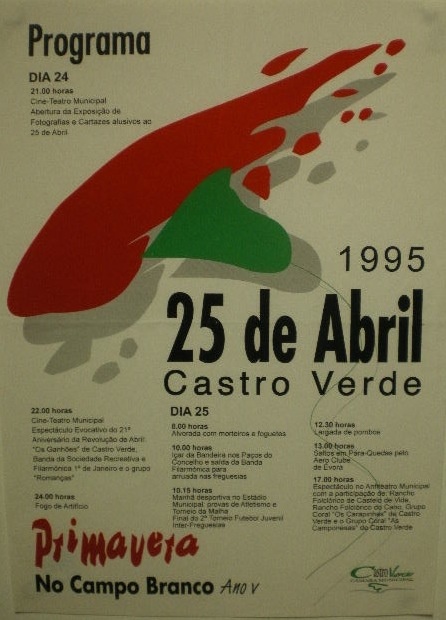 Programa
DIA 24
21.00 horas
Cine-Teatro Municipal
Abertura da Exposição de
Fotografias e Cartazes alusivos ao
25 de Abril
1995
25 de Abril
Castro Verde
22.00 horas
Cine-Teatro Municipal
Espectáculo Evocativo do 21º
Aniversário da Revolução de Abril:
"Os Ganhões" de Castro Verde,
Banda da Sociedade Recreativa e
Filarmónica 1º de Janeiro e o grupo
"Romanças"
24.00 horas
Fogo de Artifício
DIA 25
8.00 horas
Alvorada com morteiros e foguetes
10.00 horas
Içar da Bandeira nos Paços do
Concelho e saída da Banda
Filarmónica para
arruada nas freguesias
10.15 horas
Manhã desportiva no Estádio
Municipal: provas de Atletismo e
Torneio da Malha
Final do 2º Torneio Futebol Juvenil
Inter-Freguesias
12.30 horas
Largada de pombos
13.00 horas
Saltos em Pára-Quedas pelo
Aero Clube
de Évora
17.00 horas
Espectáculo no Anfiteatro Municipal
com a participação de: Rancho
Folclórico de Castelo de Vide,
Rancho Folclórico do Cano, Grupo
Coral "Os Carapinhas" de Castro
Verde e o Grupo Coral "As
Camponesas" de Castro Verde
Primavera
No Campo Branco Ano V
Castro Verde
CÂMARA MUNICIPAL